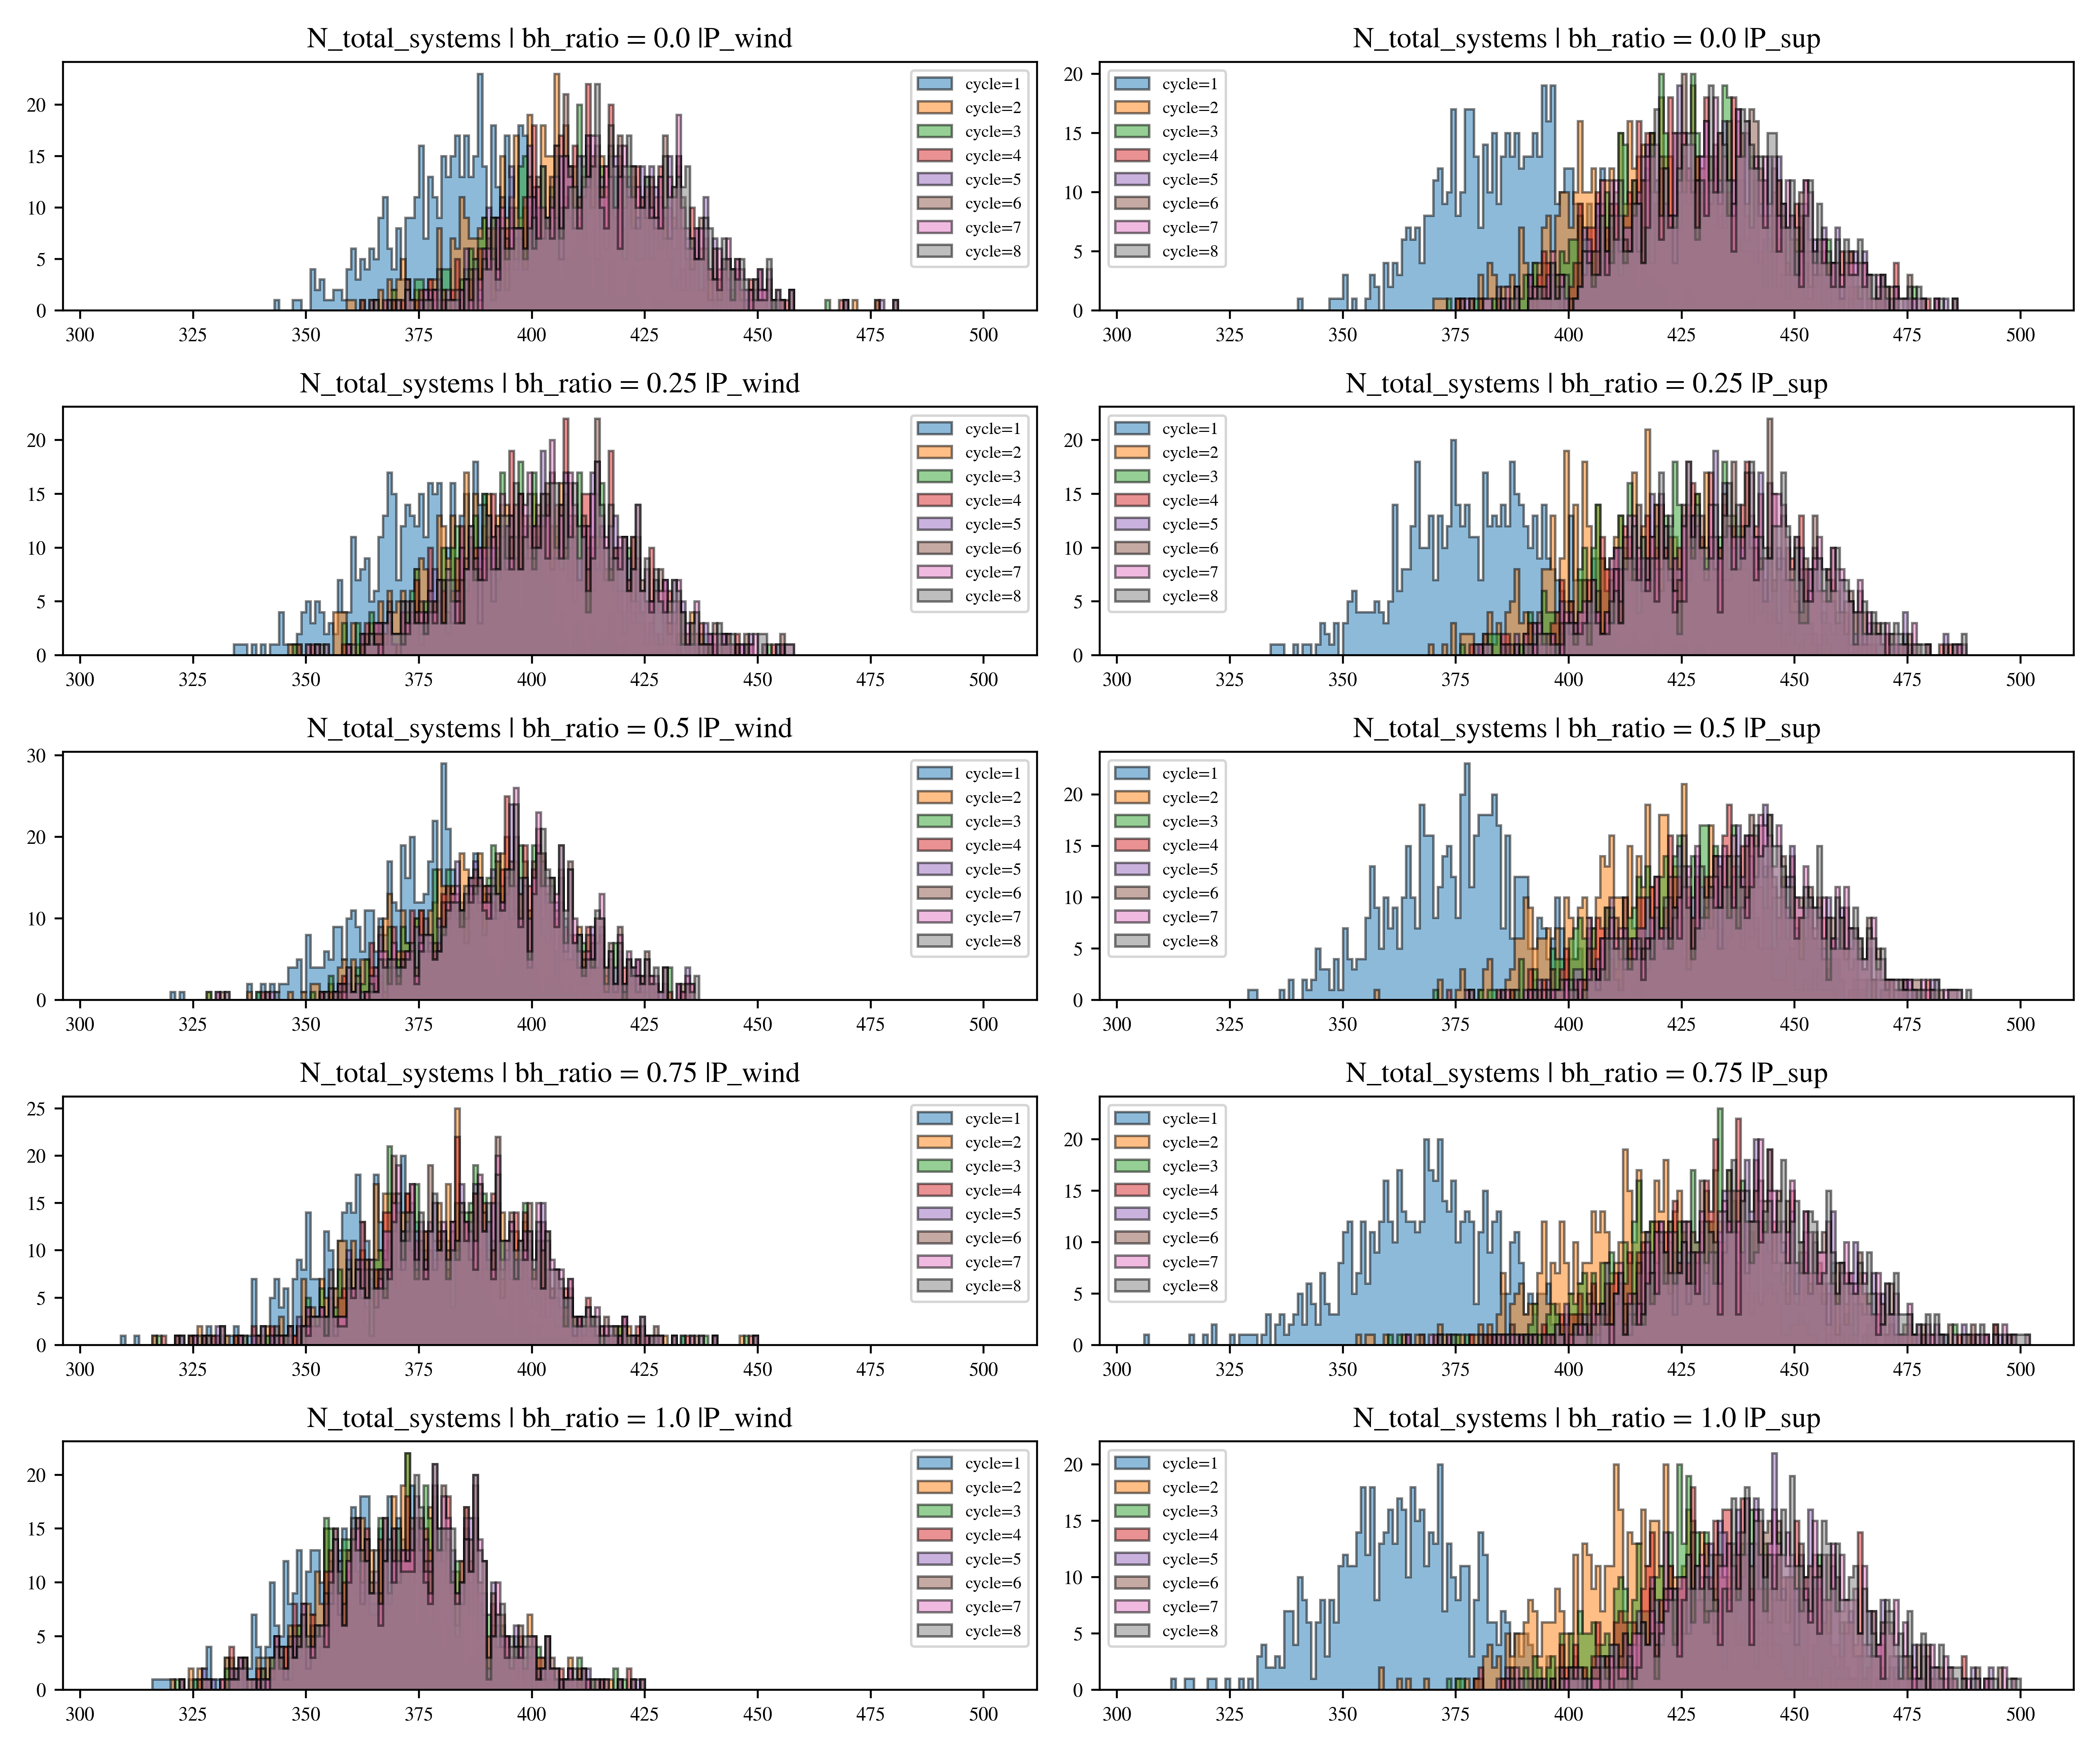 N_total_systems | bh_ratio = 0.0 |P_wind
20
15
10
5
0
300 325 350 375 400 425 450 475 500
cycle=1
cycle=2
cycle=3
cycle=4
cycle=5
cycle=6
cycle=7
cycle=8
N_total_systems | bh_ratio = 0.0 |P_sup
20
15
10
5
0
300 325 350 375 400 425 450 475 500
cycle=1
cycle=2
cycle=3
cycle=4
cycle=5
cycle=6
cycle=7
cycle=8
N_total_systems | bh_ratio = 0.25 |P_wind
20
15
10
5
0
300 325 350 375 400 425 450 475 500
cycle=1
cycle=2
cycle=3
cycle=4
cycle=5
cycle=6
cycle=7
cycle=8
N_total_systems | bh_ratio = 0.25 |P_sup
20
15
10
5
0
300 325 350 375 400 425 450 475 500
cycle=1
cycle=2
cycle=3
cycle=4
cycle=5
cycle=6
cycle=7
cycle=8
N_total_systems | bh_ratio = 0.5 |P_wind
30
20
10
0
300 325 350 375 400 425 450 475 500
cycle=1
cycle=2
cycle=3
cycle=4
cycle=5
cycle=6
cycle=7
cycle=8
N_total_systems | bh_ratio = 0.5 |P_sup
20
15
10
5
0
300 325 350 375 400 425 450 475 500
cycle=1
cycle=2
cycle=3
cycle=4
cycle=5
cycle=6
cycle=7
cycle=8
N_total_systems | bh_ratio = 0.75 |P_wind
25
20
15
10
5
0
300 325 350 375 400 425 450 475 500
cycle=1
cycle=2
cycle=3
cycle=4
cycle=5
cycle=6
cycle=7
cycle=8
N_total_systems | bh_ratio = 0.75 |P_sup
20
15
10
5
0
300 325 350 375 400 425 450 475 500
cycle=1
cycle=2
cycle=3
cycle=4
cycle=5
cycle=6
cycle=7
cycle=8
N_total_systems | bh_ratio = 1.0 |P_wind
20
15
10
5
0
300 325 350 375 400 425 450 475 500
cycle=1
cycle=2
cycle=3
cycle=4
cycle=5
cycle=6
cycle=7
cycle=8
N_total_systems | bh_ratio = 1.0 |P_sup
20
15
10
5
0
300 325 350 375 400 425 450 475 500
cycle=1
cycle=2
cycle=3
cycle=4
cycle=5
cycle=6
cycle=7
cycle=8